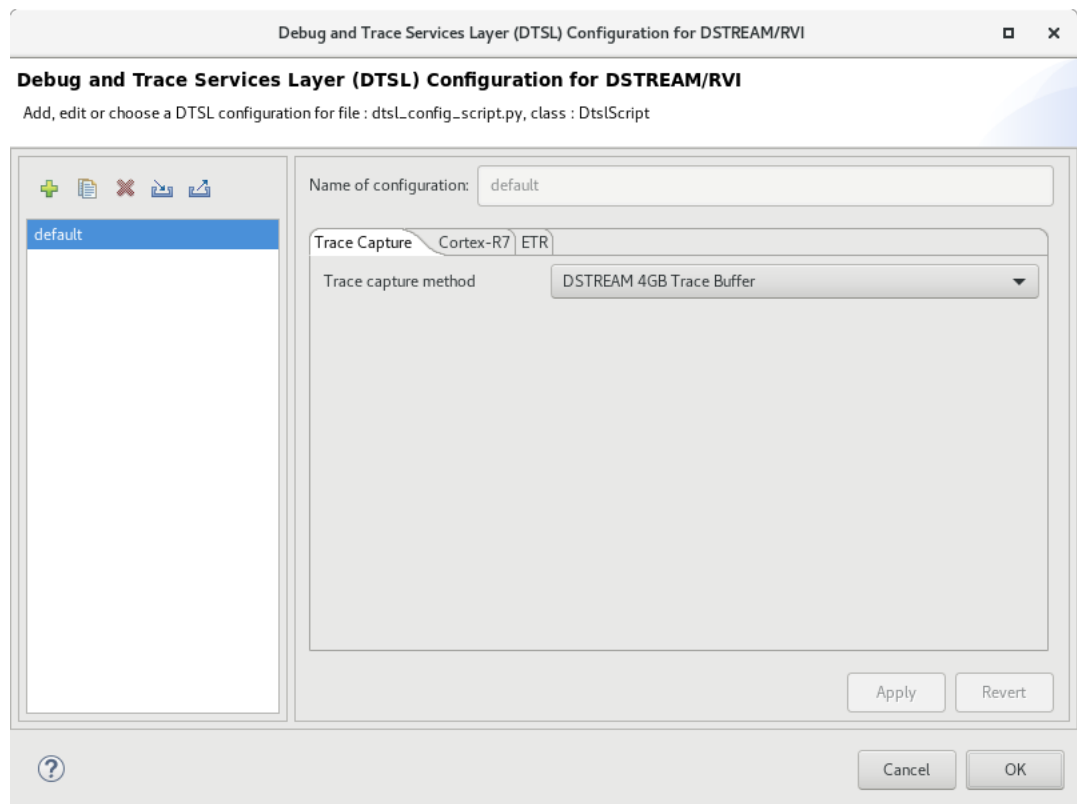 Debug and Trace Services Layer (DTSL) Configuration for DSTREAM/RVI
Debug and Trace Services Layer (DTSL) Configuration for DSTREAM/RVI
Add, edit or choose a DTSL configuration for file : dtsl_config_script.py, class : DtslScript
default
Name of configuration: default
Trace Capture Cortex-R7 ETR
Trace capture method DSTREAM 4GB Trace Buffer
Apply Revert
? Cancel OK